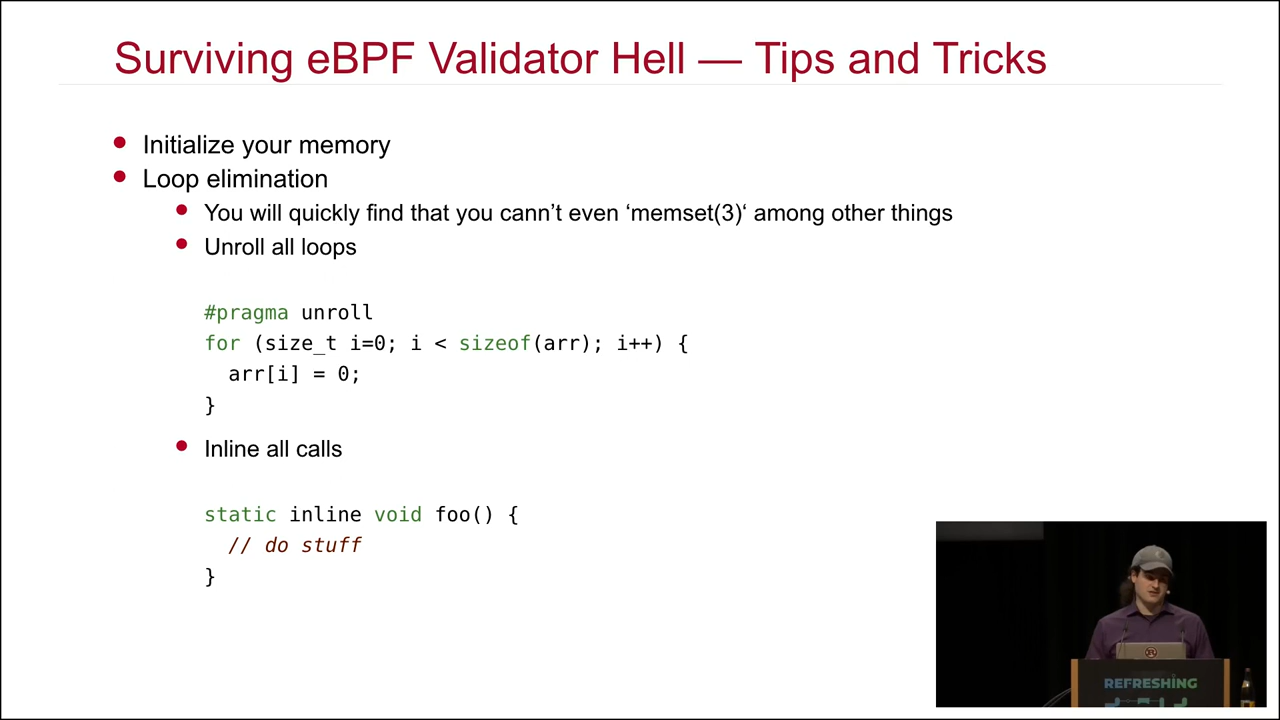 Surviving eBPF Validator Hell — Tips and Tricks
Initialize your memory
Loop elimination
You will quickly find that you cann’t even ‘memset(3)‘ among other things
Unroll all loops
#pragma unroll
for (size_t i=0; i < sizeof(arr); i++) {
arr[i] = 0;
}
Inline all calls
static inline void foo() {
// do stuff
}
REFRESHING